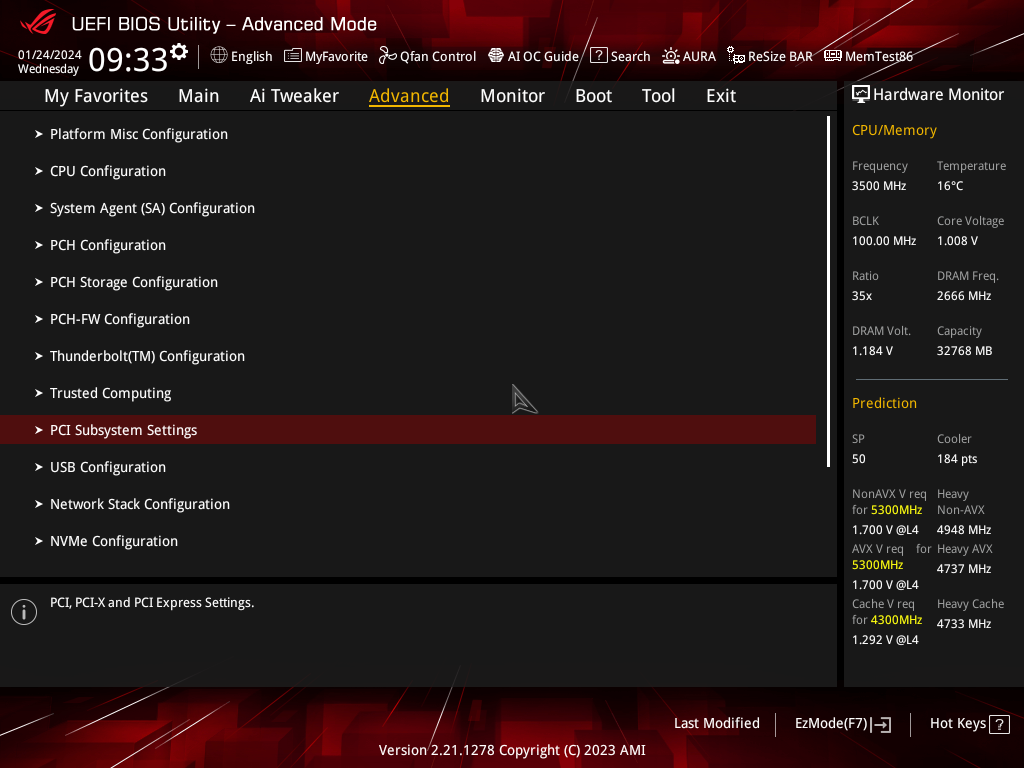 UEFI BIOS Utility – Advanced Mode
01/24/2024
Wednesday
09:33
English
MyFavorite
Qfan Control
AI OC Guide
? Search
AURA
ReSize BAR
MemTest86
My Favorites
Main
Ai Tweaker
Advanced
Monitor
Boot
Tool
Exit
Platform Misc Configuration
CPU Configuration
System Agent (SA) Configuration
PCH Configuration
PCH Storage Configuration
PCH-FW Configuration
Thunderbolt(TM) Configuration
Trusted Computing
PCI Subsystem Settings
USB Configuration
Network Stack Configuration
NVMe Configuration
i PCI, PCI-X and PCI Express Settings.
Hardware Monitor
CPU/Memory
Frequency Temperature
3500 MHz 16°C
BCLK Core Voltage
100.00 MHz 1.008 V
Ratio DRAM Freq.
35x 2666 MHz
DRAM Volt. Capacity
1.184 V 32768 MB
Prediction
SP Cooler
50 184 pts
NonAVX V req Heavy
for 5300MHz Non-AVX
1.700 V @L4 4948 MHz
AVX V req for Heavy AVX
5300MHz 4737 MHz
1.700 V @L4
Cache V req Heavy Cache
for 4300MHz 4733 MHz
1.292 V @L4
Last Modified
EzMode(F7)
Hot Keys ?
Version 2.21.1278 Copyright (C) 2023 AMI